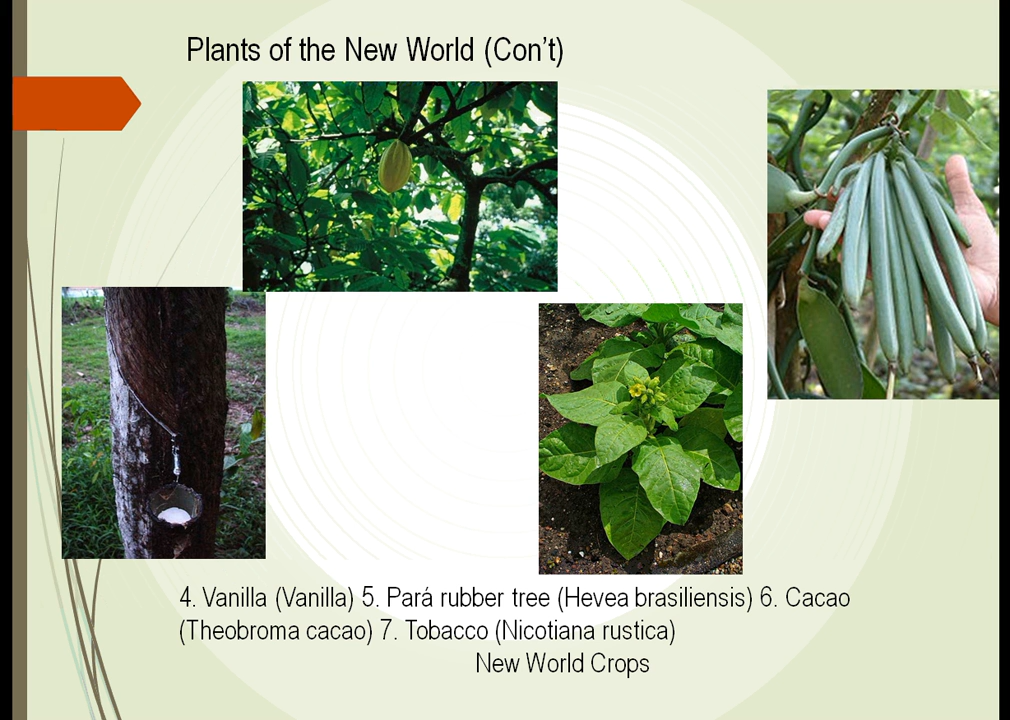 Plants of the New World (Con’t)
4. Vanilla (Vanilla) 5. Pará rubber tree (Hevea brasiliensis) 6. Cacao
(Theobroma cacao) 7. Tobacco (Nicotiana rustica)
New World Crops